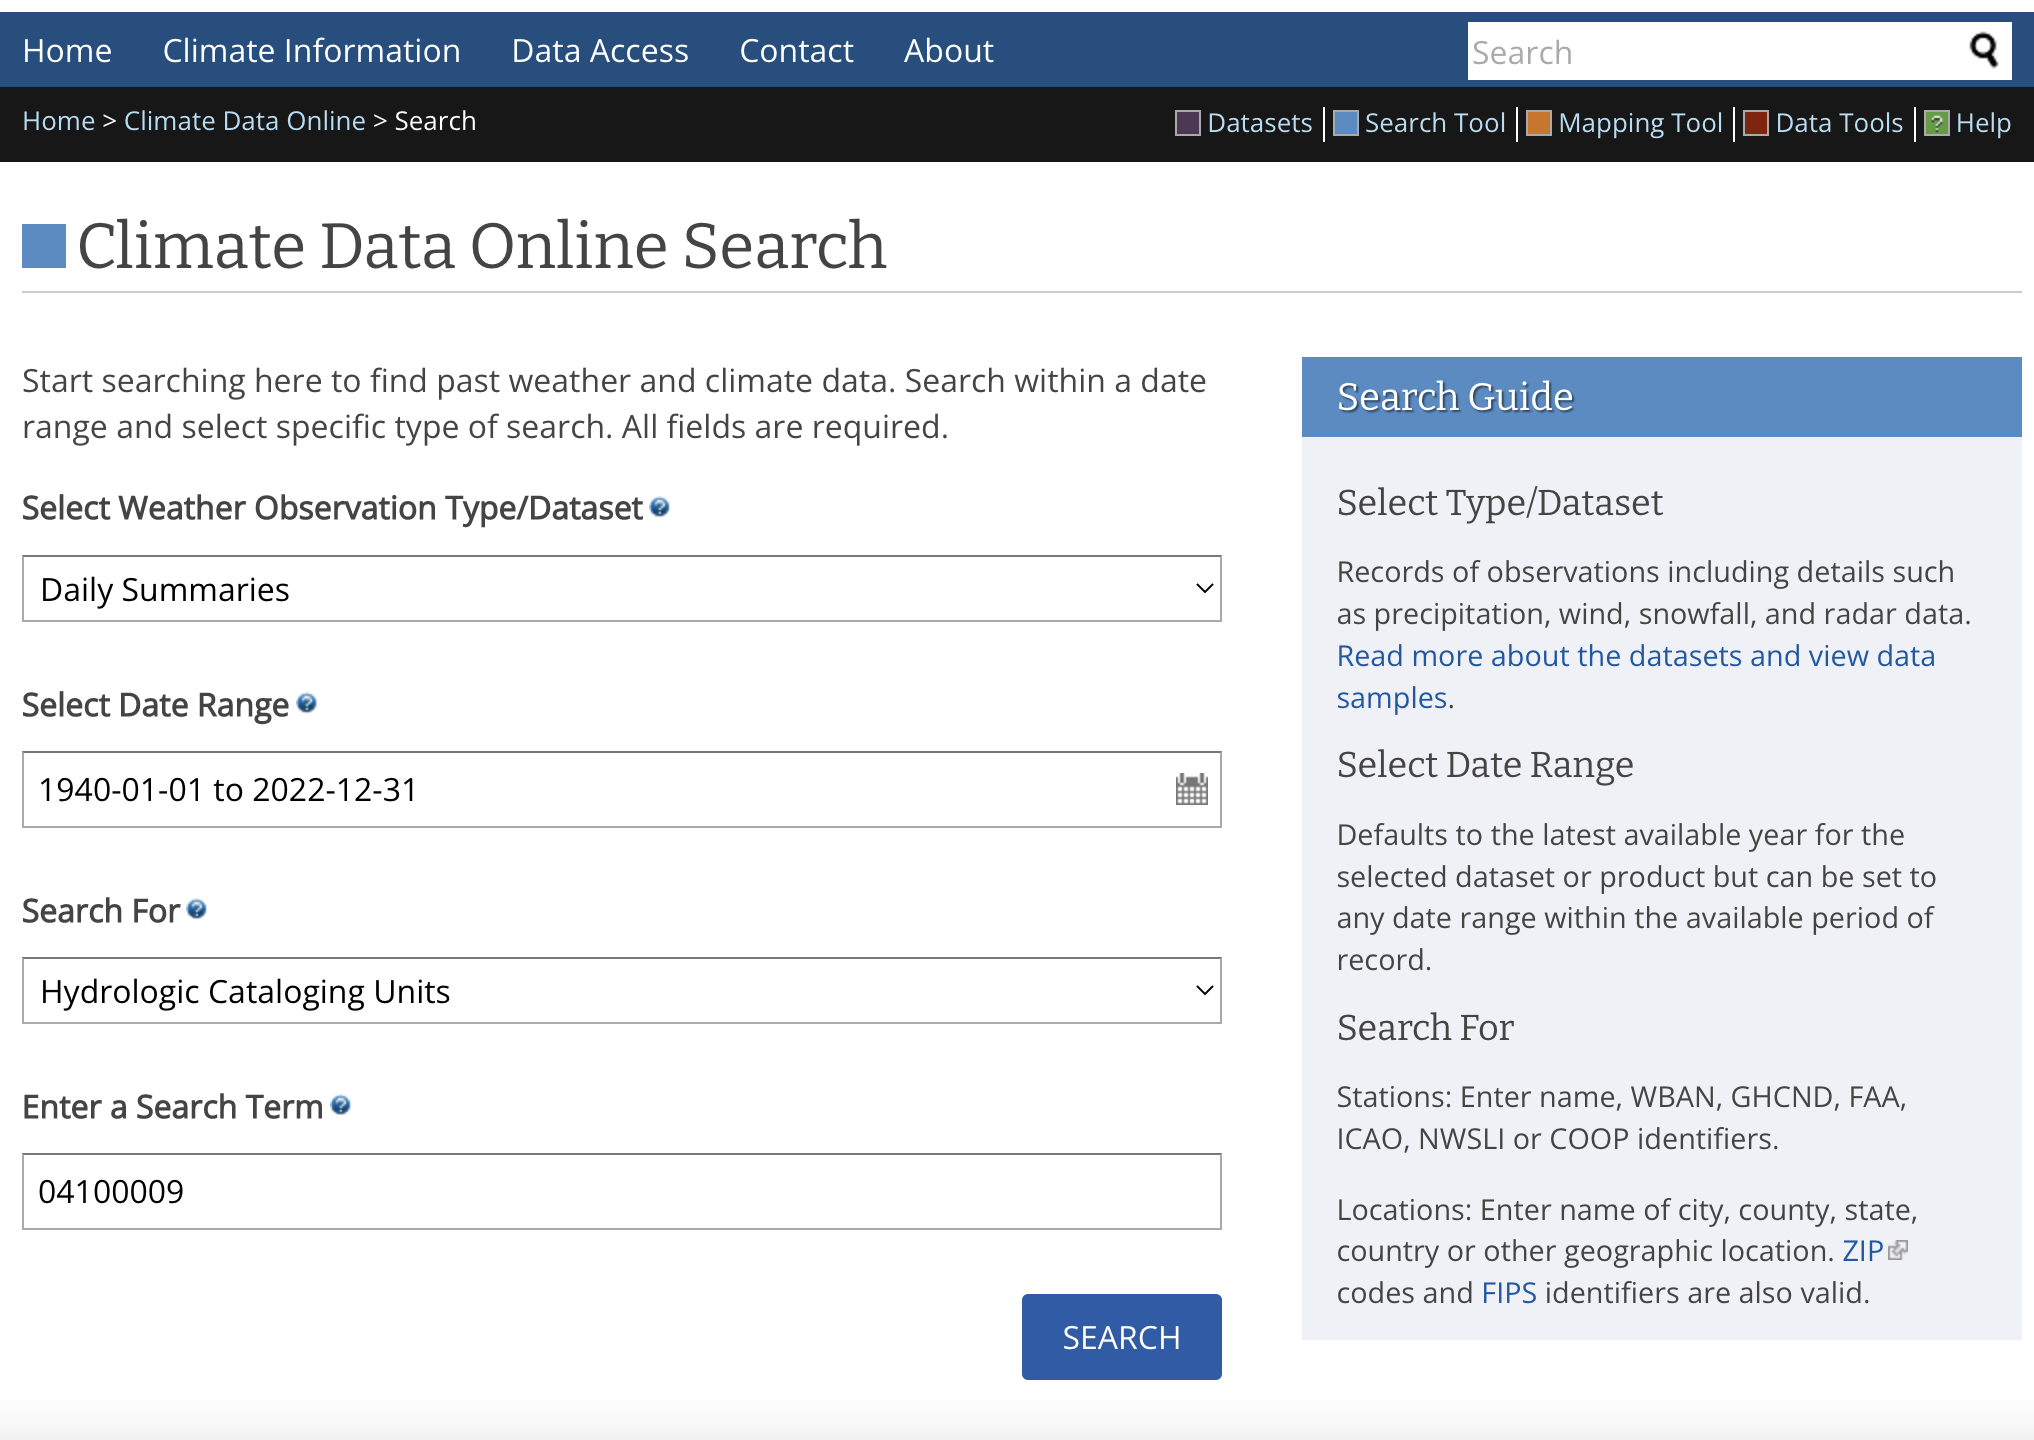 Home Climate Information Data Access Contact About Search
Home > Climate Data Online > Search Datasets Search Tool Mapping Tool Data Tools ? Help
Climate Data Online Search
Start searching here to find past weather and climate data. Search within a date
range and select specific type of search. All fields are required.
Select Weather Observation Type/Dataset ?
Daily Summaries
Select Date Range ?
1940-01-01 to 2022-12-31
Search For ?
Hydrologic Cataloging Units
Enter a Search Term ?
04100009
SEARCH
Search Guide
Select Type/Dataset
Records of observations including details such
as precipitation, wind, snowfall, and radar data.
Read more about the datasets and view data
samples.
Select Date Range
Defaults to the latest available year for the
selected dataset or product but can be set to
any date range within the available period of
record.
Search For
Stations: Enter name, WBAN, GHCND, FAA,
ICAO, NWSLI or COOP identifiers.
Locations: Enter name of city, county, state,
country or other geographic location. ZIP
codes and FIPS identifiers are also valid.